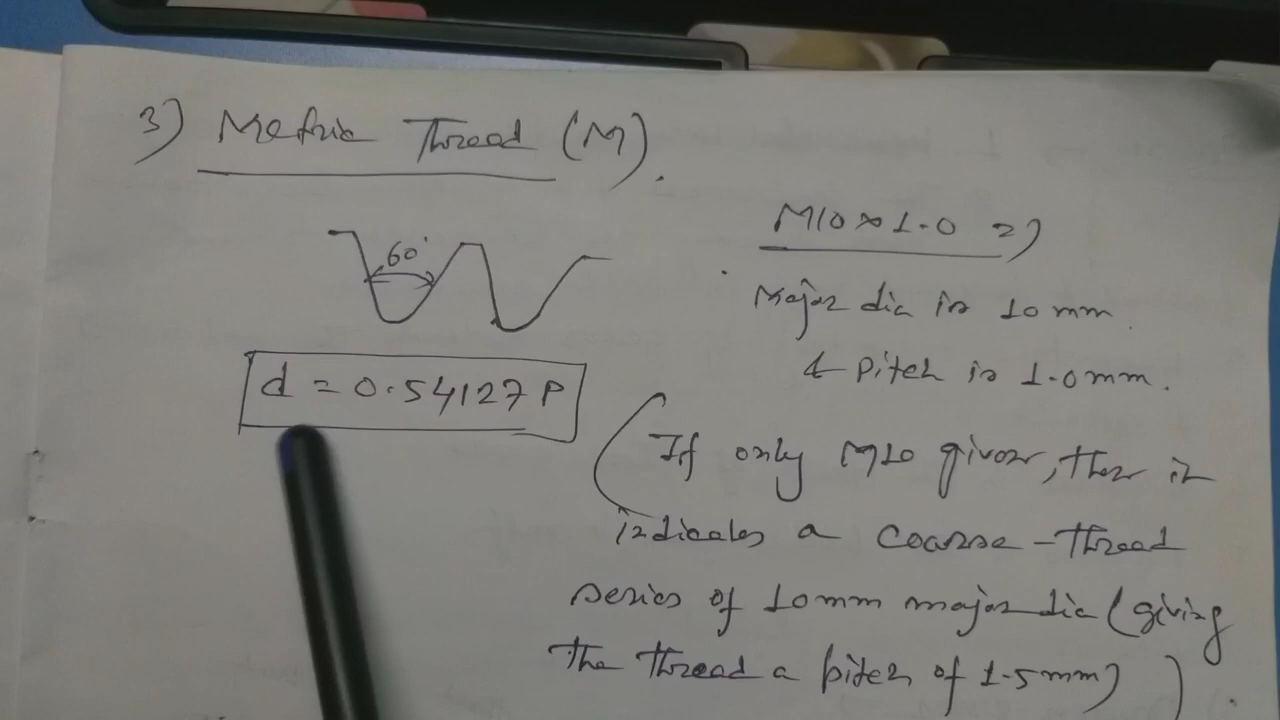 3) Metric Thread (M).
60°
d = 0.54127 P
M10 × 1.0 =)
Major dia is 10 mm.
& pitch is 1.0 mm.
(If only M10 given, then it
indicates a coarse-thread
series of 10mm major dia (giving
the thread a pitch of 1.5mm) ).